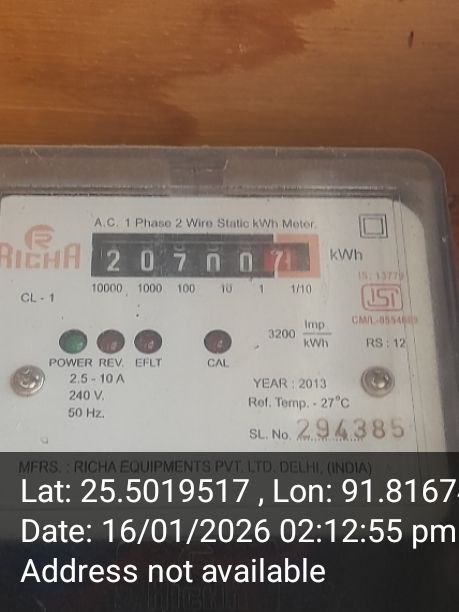 A.C. 1 Phase 2 Wire Static kWh Meter.
RICHA
2 0 7 0 0 7 kWh
10000 1000 100 10 1 1/10
CL - 1
IS : 13779
ISI
3200 Imp/kWh
RS : 12
POWER REV. E/FLT CAL
2.5 - 10 A
240 V.
50 Hz.
YEAR : 2013
Ref. Temp. - 27°C
SL. No. 294385
MFRS. : RICHA EQUIPMENTS PVT. LTD. DELHI, (INDIA)
Lat: 25.5019517 , Lon: 91.8167
Date: 16/01/2026 02:12:55 pm
Address not available